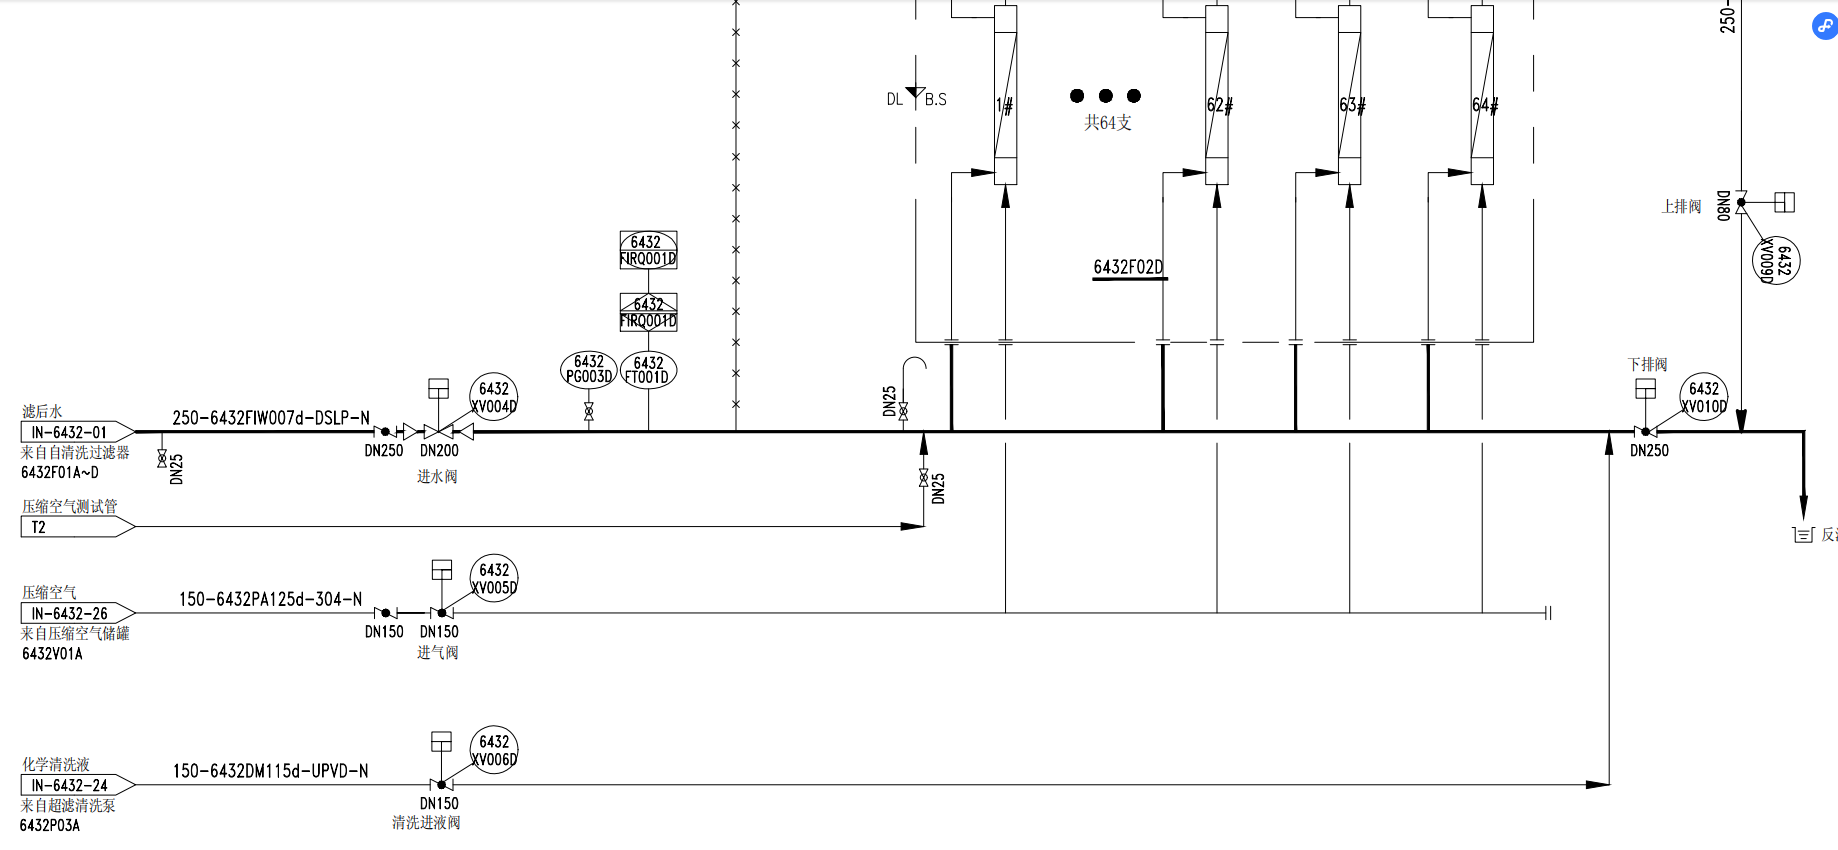 250-
DL
B.S
1#
62#
63#
64#
共64支
上排阀
DN80
6432
XV009D
6432
FIRQ001D
6432F02D
6432
FIRQ001D
6432
PG003D
6432
FT001D
下排阀
6432
XV004D
DN25
6432
XV010D
滤后水
250-6432FIW007d-DSLP-N
IN-6432-01
来自自清洗过滤器
6432F01A~D
DN25
DN250
DN200
进水阀
DN25
DN250
压缩空气测试管
T2
反
压缩空气
150-6432PA125d-304-N
6432
XV005D
IN-6432-26
来自压缩空气储罐
6432V01A
DN150
DN150
进气阀
化学清洗液
150-6432DM115d-UPVD-N
6432
XV006D
IN-6432-24
来自超滤清洗泵
6432P03A
DN150
清洗进液阀